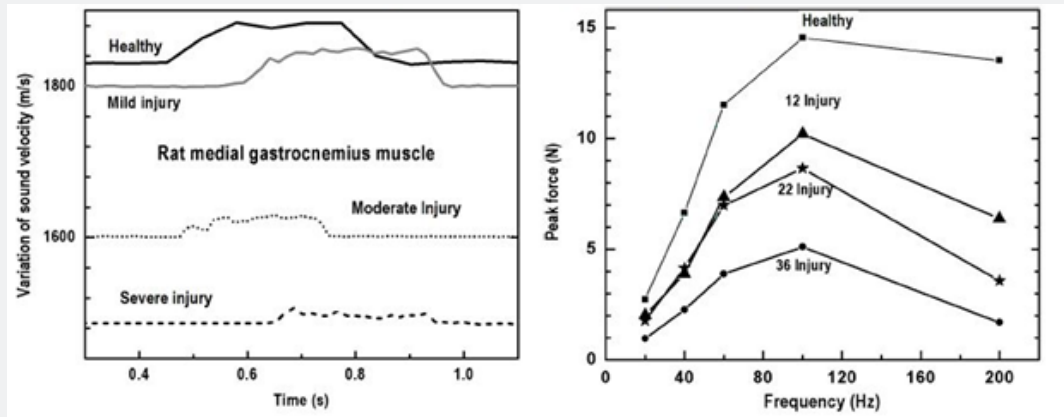 Healthy
Mild injury
Rat medial gastrocnemius muscle
Moderate Injury
Severe injury
Variation of sound velocity (m/s)
1800
1600
0.4 0.6 0.8 1.0
Time (s)
Healthy
12 Injury
22 Injury
36 Injury
Peak force (N)
15
10
5
0
0 40 80 120 160 200
Frequency (Hz)